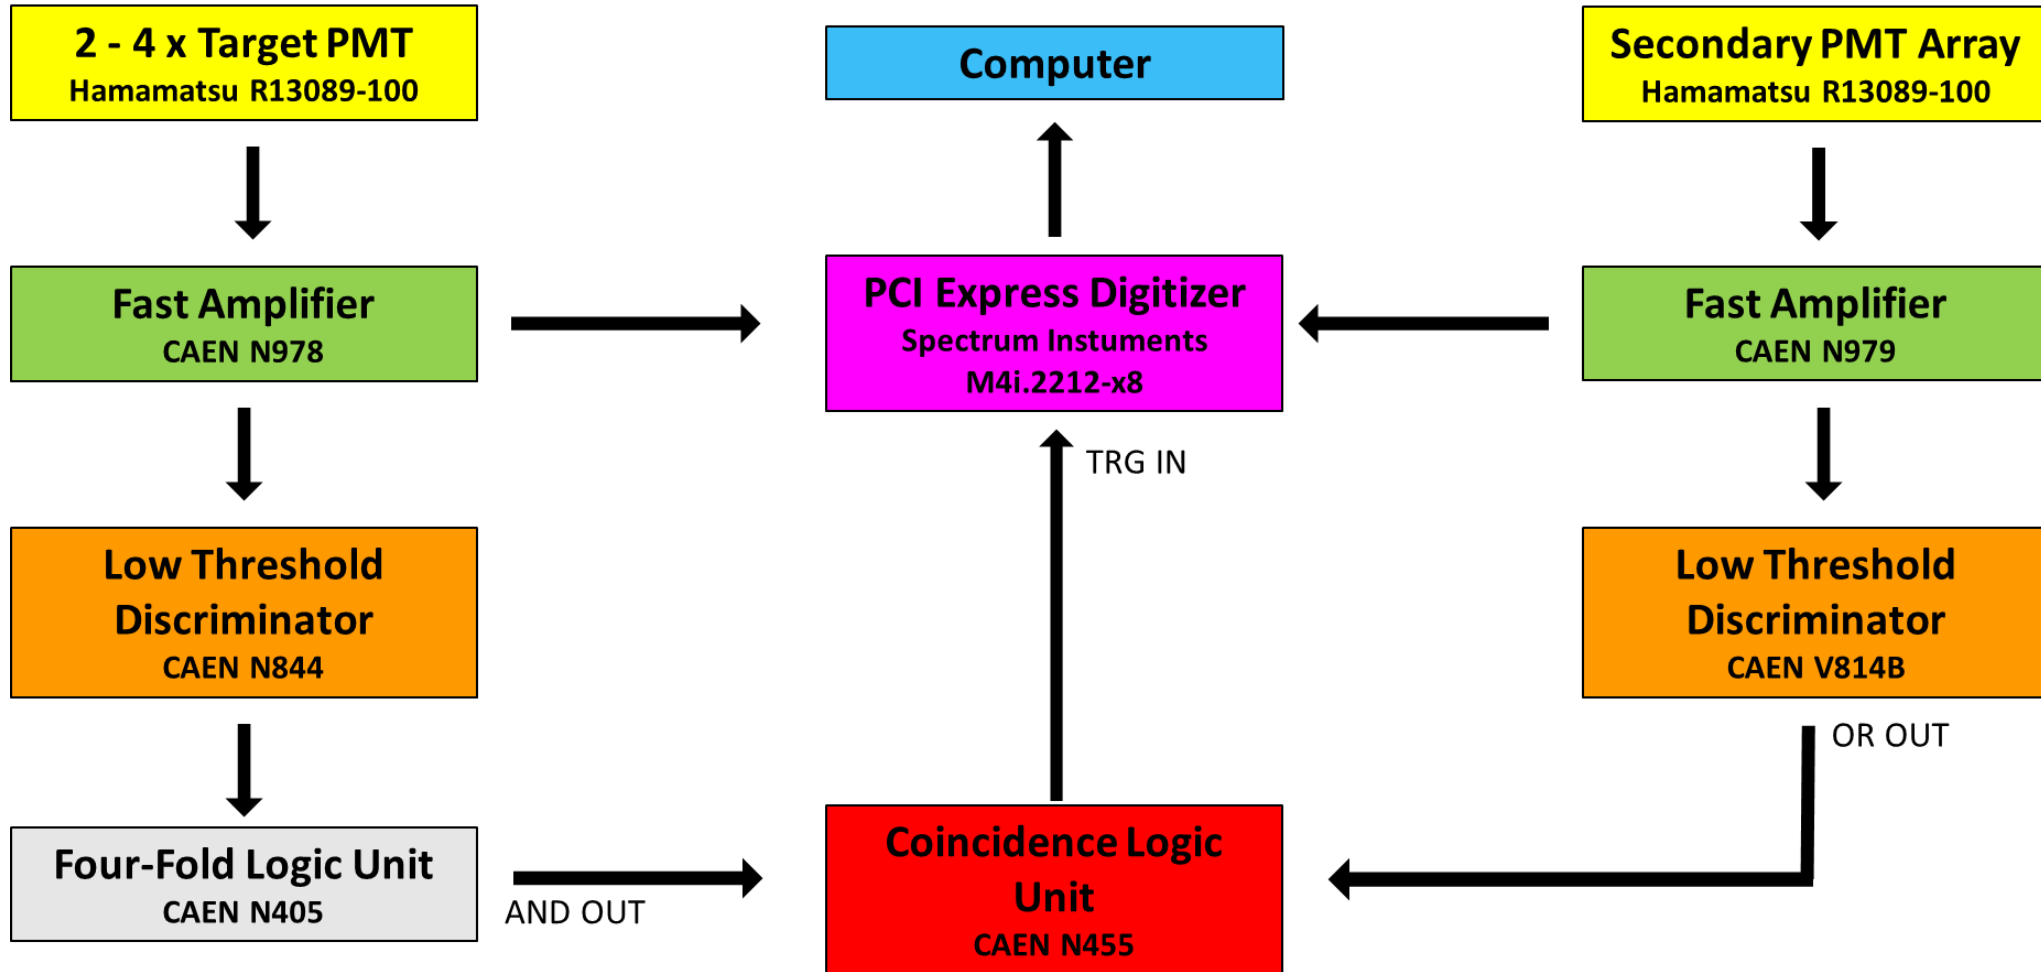 2 - 4 x Target PMT
Hamamatsu R13089-100
Computer
Secondary PMT Array
Hamamatsu R13089-100
Fast Amplifier
CAEN N978
PCI Express Digitizer
Spectrum Instuments
M4i.2212-x8
Fast Amplifier
CAEN N979
TRG IN
Low Threshold
Discriminator
CAEN N844
Low Threshold
Discriminator
CAEN V814B
OR OUT
Four-Fold Logic Unit
CAEN N405
AND OUT
Coincidence Logic
Unit
CAEN N455